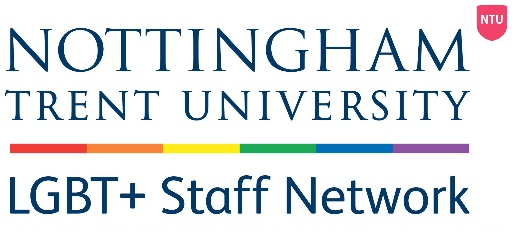 NTU
NOTTINGHAM
TRENT UNIVERSITY
LGBT+ Staff Network